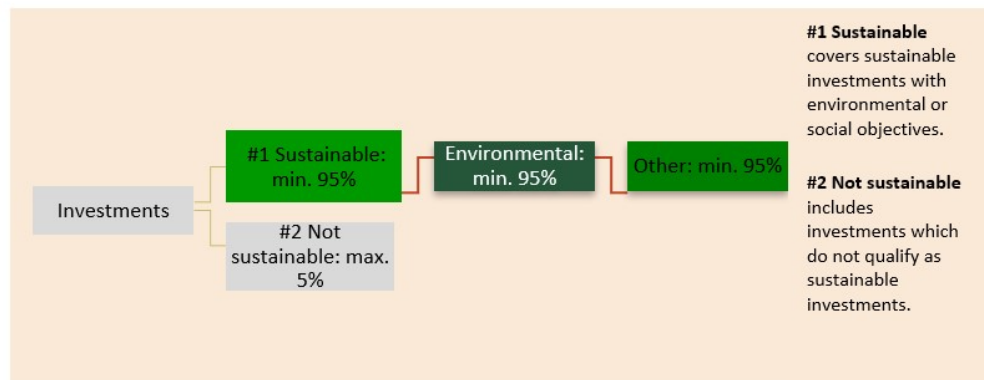 Investments
#1 Sustainable:
min. 95%
#2 Not
sustainable: max.
5%
Environmental:
min. 95%
Other: min. 95%
#1 Sustainable
covers sustainable
investments with
environmental or
social objectives.
#2 Not sustainable
includes
investments which
do not qualify as
sustainable
investments.